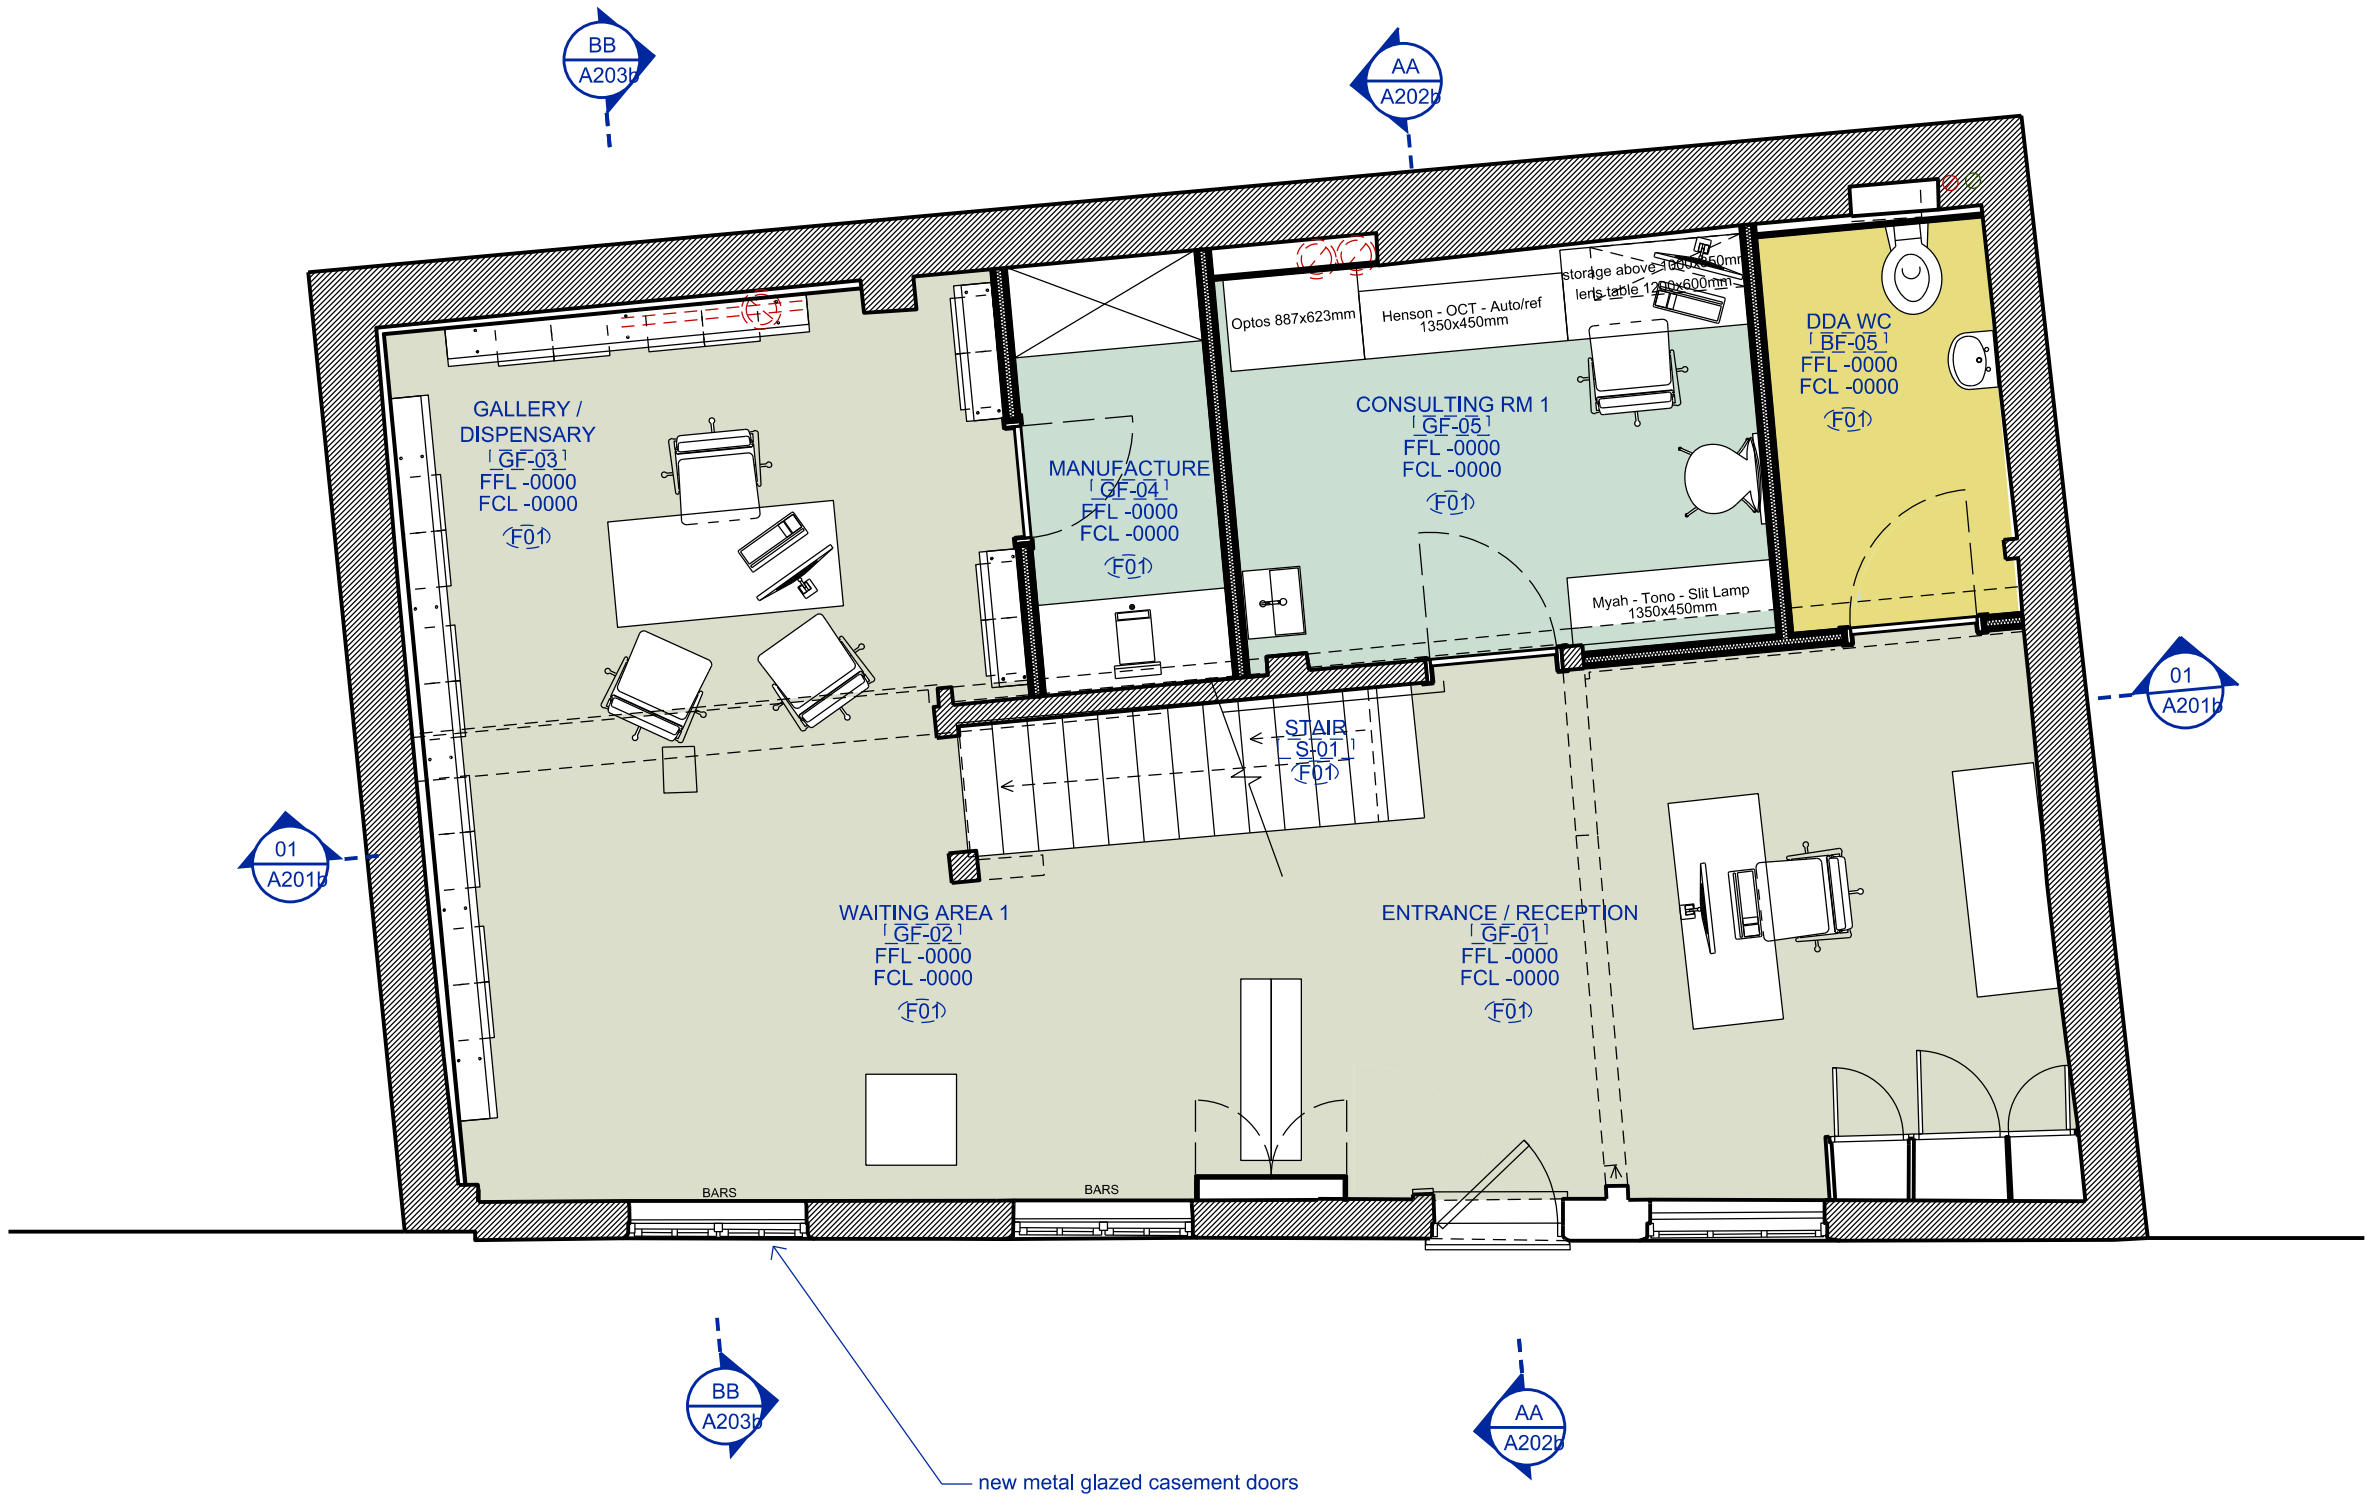 BB
A203b
AA
A202b
GALLERY /
DISPENSARY
GF-03
FFL -0000
FCL -0000
F01
MANUFACTURE
GF-04
FFL -0000
FCL -0000
F01
Optos 887x623mm
Henson - OCT - Auto/ref
1350x450mm
storage above 1000x350mm
lens table 1200x600mm
CONSULTING RM 1
GF-05
FFL -0000
FCL -0000
F01
Myah - Tono - Slit Lamp
1350x450mm
DDA WC
BF-05
FFL -0000
FCL -0000
F01
01
A201b
STAIR
S-01
F01
01
A201b
WAITING AREA 1
GF-02
FFL -0000
FCL -0000
F01
ENTRANCE / RECEPTION
GF-01
FFL -0000
FCL -0000
F01
BARS
BARS
BB
A203b
AA
A202b
new metal glazed casement doors